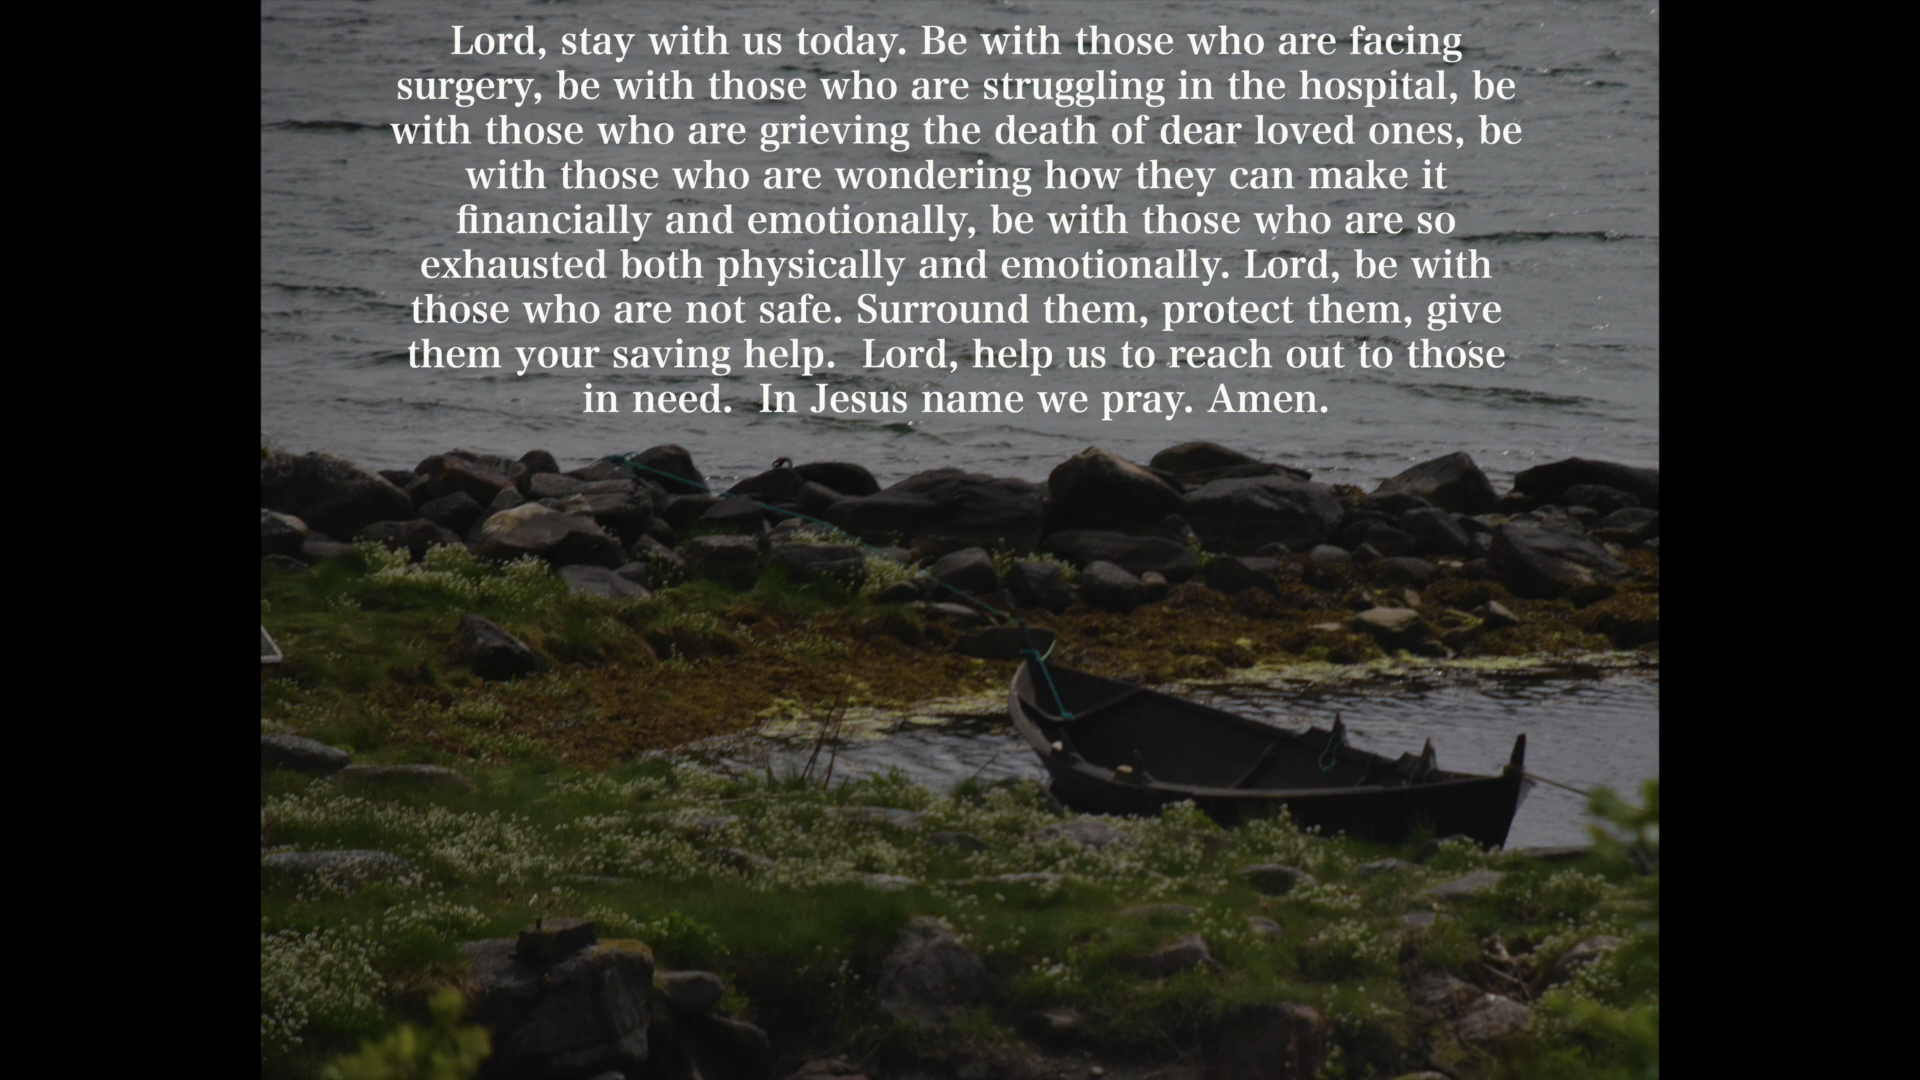 Lord, stay with us today. Be with those who are facing
surgery, be with those who are struggling in the hospital, be
with those who are grieving the death of dear loved ones, be
with those who are wondering how they can make it
financially and emotionally, be with those who are so
exhausted both physically and emotionally. Lord, be with
those who are not safe. Surround them, protect them, give
them your saving help.  Lord, help us to reach out to those
in need.  In Jesus name we pray. Amen.